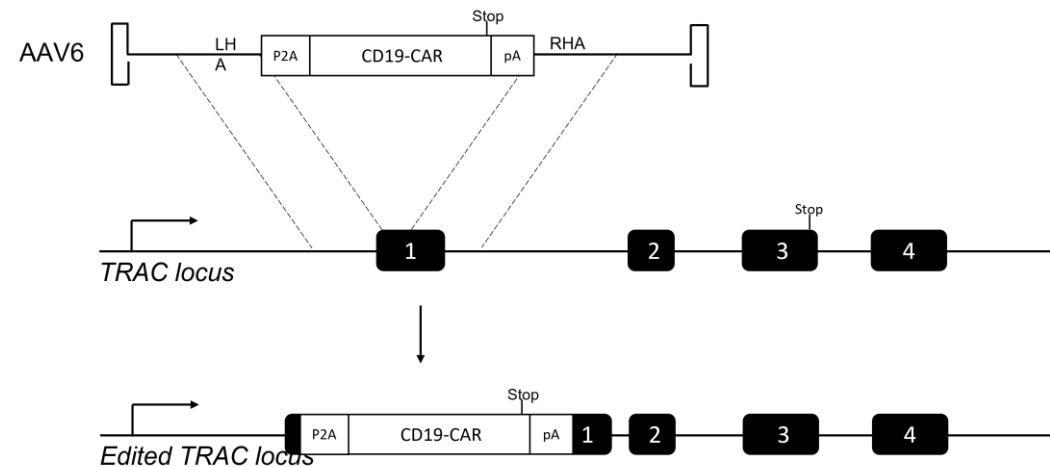 Stop
AAV6 LH RHA
A P2A CD19-CAR pA
Stop
1 2 3 4
TRAC locus
Stop
P2A CD19-CAR pA 1 2 3 4
Edited TRAC locus